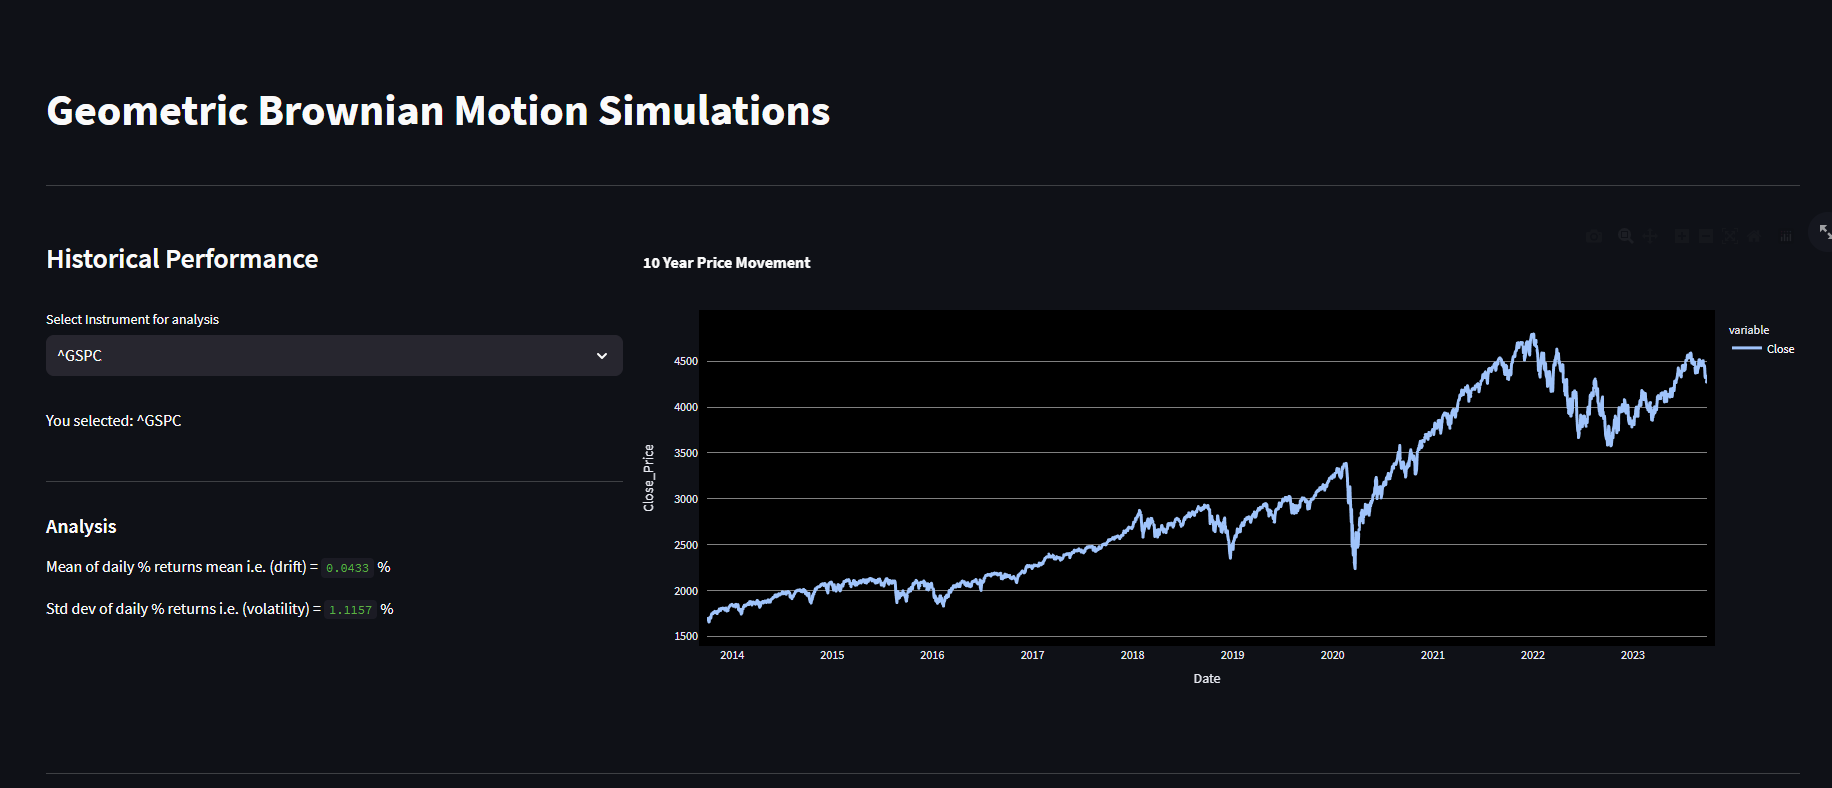 Geometric Brownian Motion Simulations
Historical Performance
Select Instrument for analysis
^GSPC
You selected: ^GSPC
Analysis
Mean of daily % returns mean i.e. (drift) = 0.0433 %
Std dev of daily % returns i.e. (volatility) = 1.1157 %
10 Year Price Movement
variable
Close
Close_Price
4500
4000
3500
3000
2500
2000
1500
2014 2015 2016 2017 2018 2019 2020 2021 2022 2023
Date